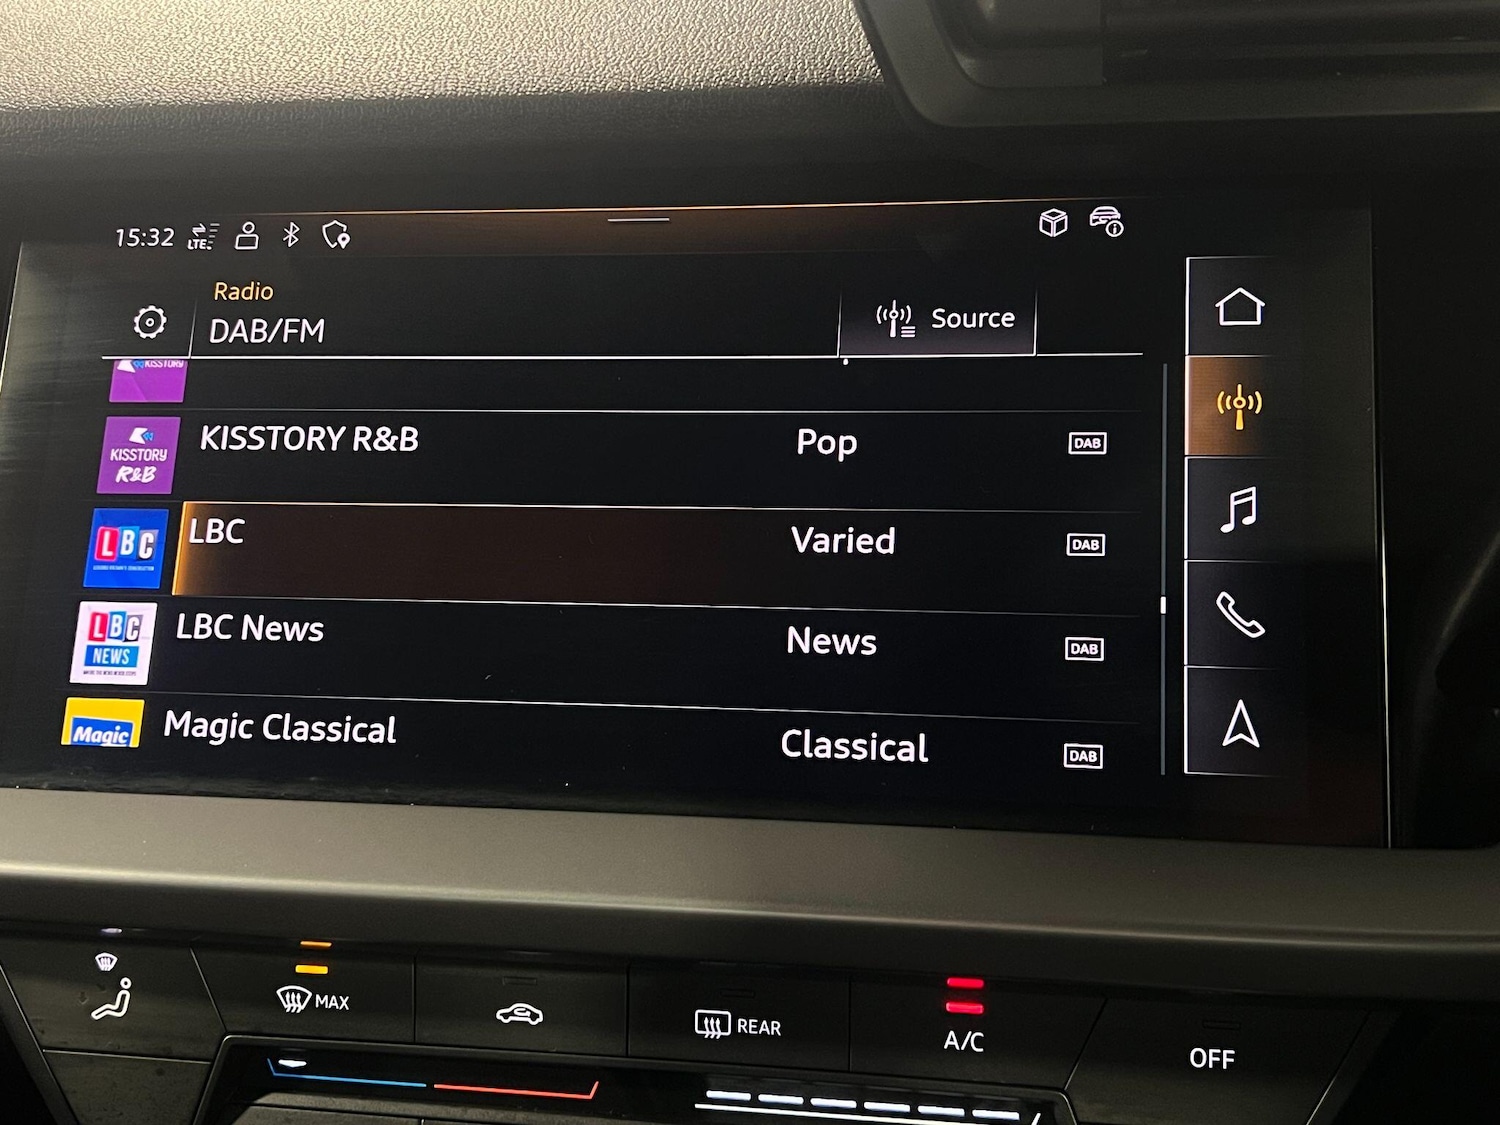 15:32 LTE
Radio
DAB/FM
Source
KISSTORY
KISSTORY R&B
KISSTORY R&B Pop DAB
LBC
LBC Varied DAB
LBC NEWS
LBC News News DAB
Magic
Magic Classical Classical DAB
MAX
REAR
A/C
OFF